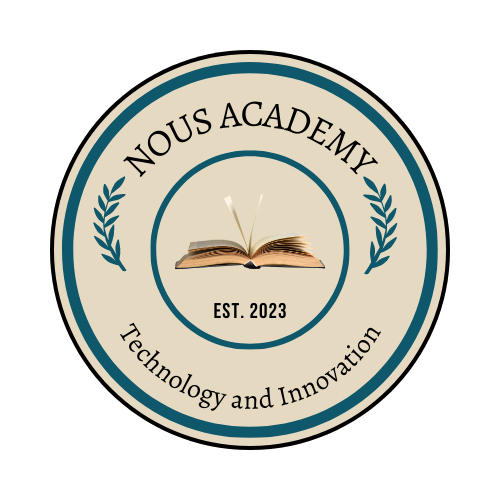 NOUS ACADEMY
EST. 2023
Technology and Innovation